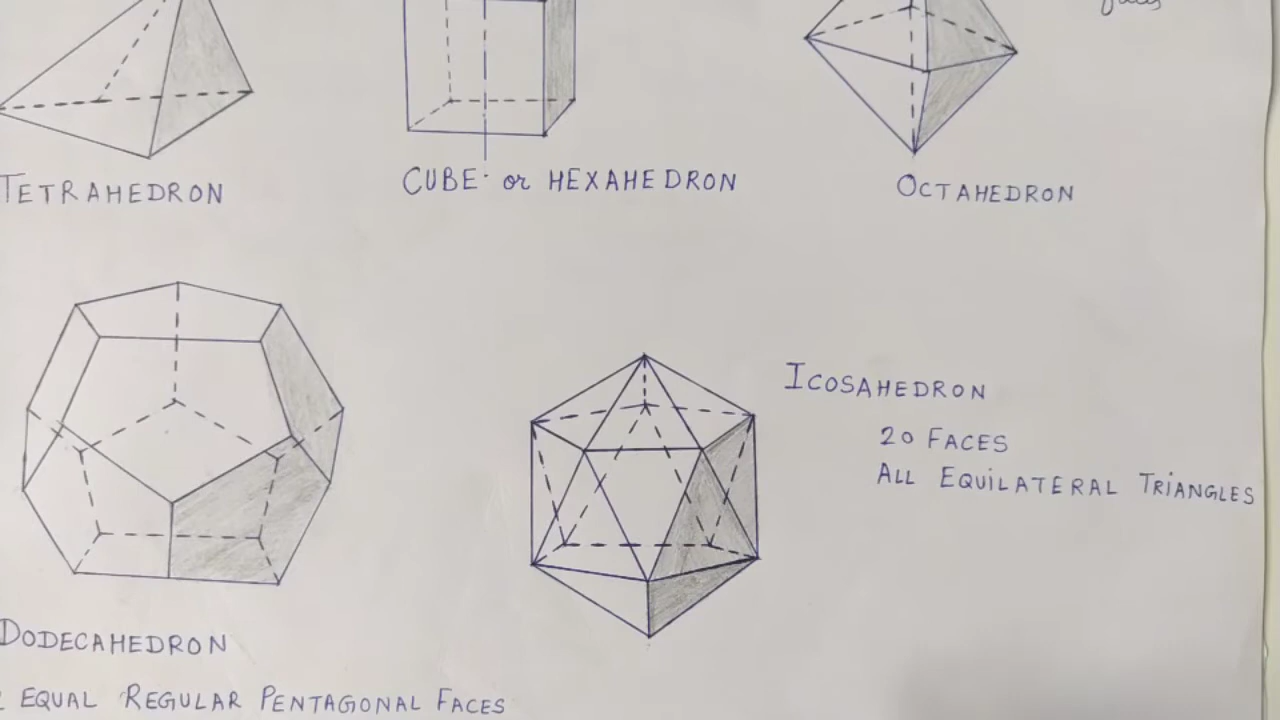 TETRAHEDRON
CUBE or HEXAHEDRON
OCTAHEDRON
ICOSAHEDRON
20 FACES
ALL EQUILATERAL TRIANGLES
DODECAHEDRON
EQUAL REGULAR PENTAGONAL FACES